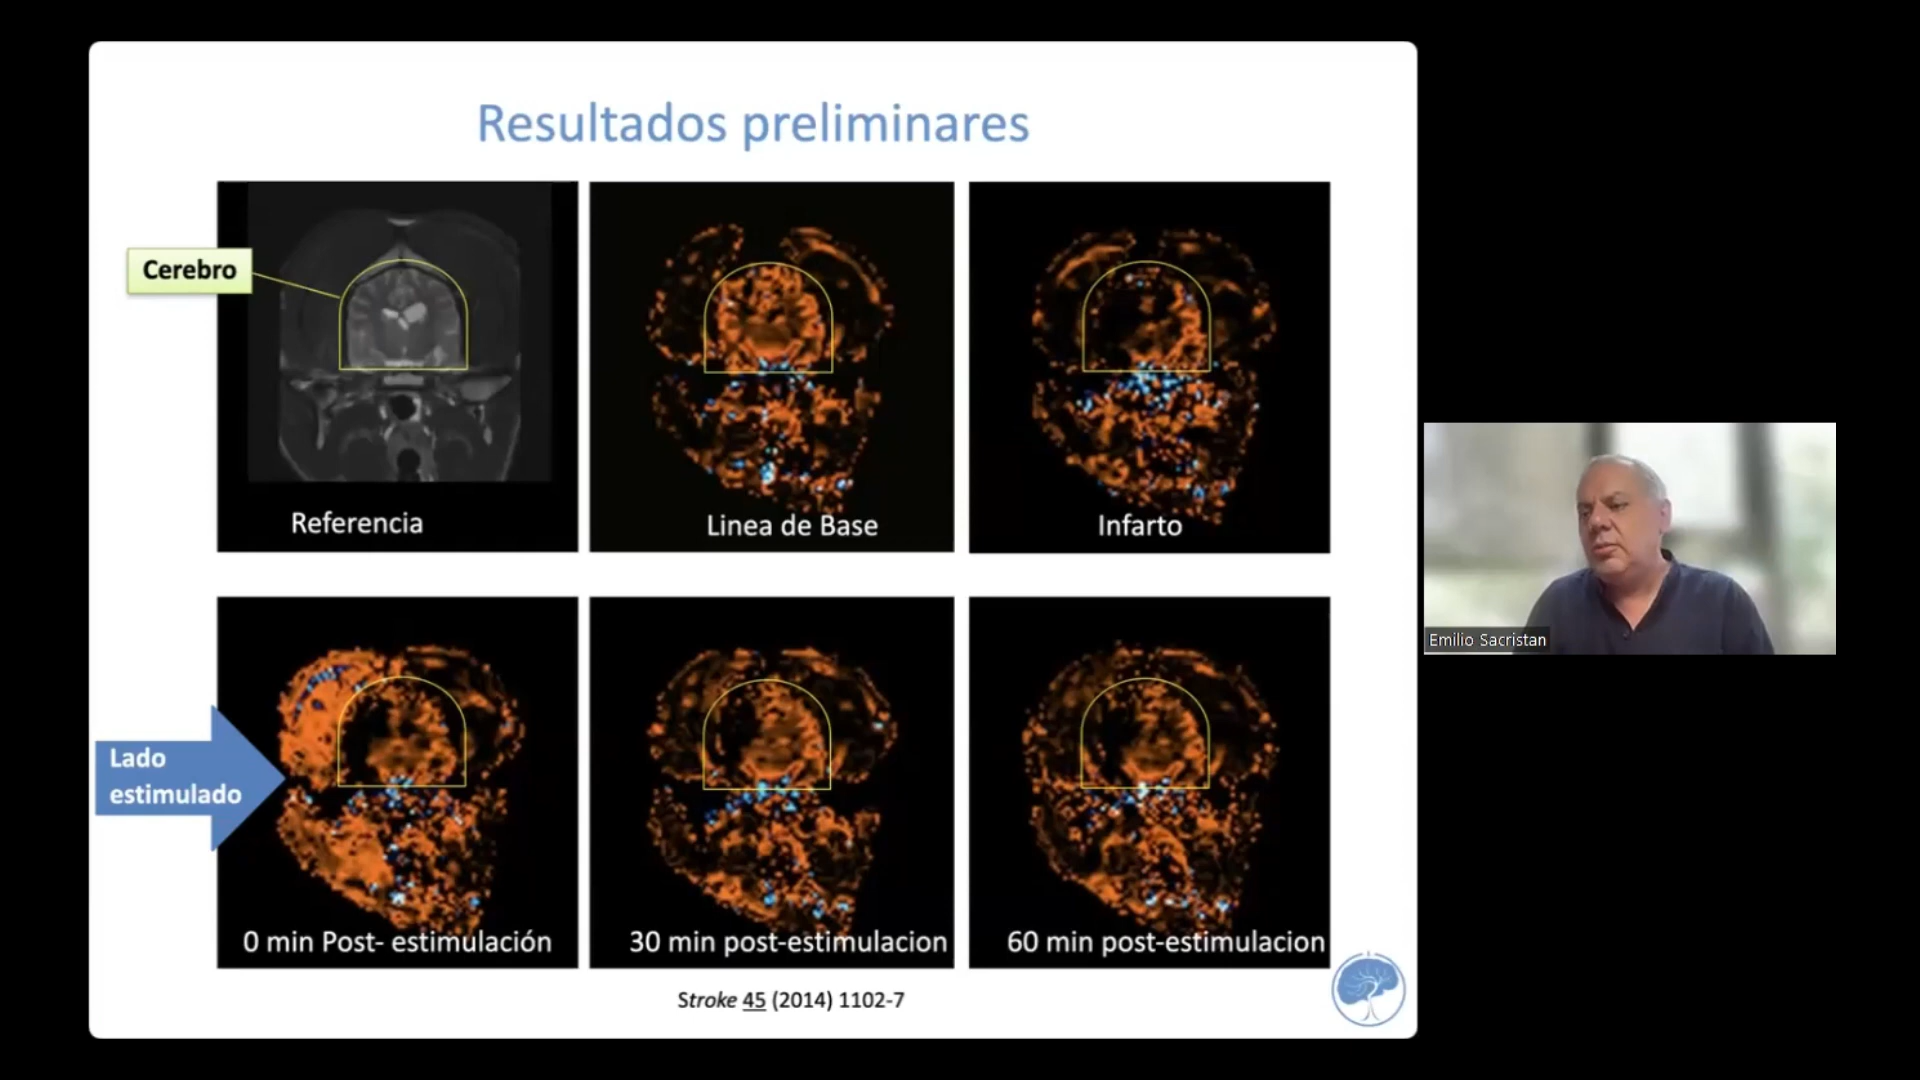 Resultados preliminares
Cerebro
Referencia
Linea de Base
Infarto
Lado
estimulado
0 min Post- estimulación
30 min post-estimulacion
60 min post-estimulacion
Stroke 45 (2014) 1102-7
Emilio Sacristan